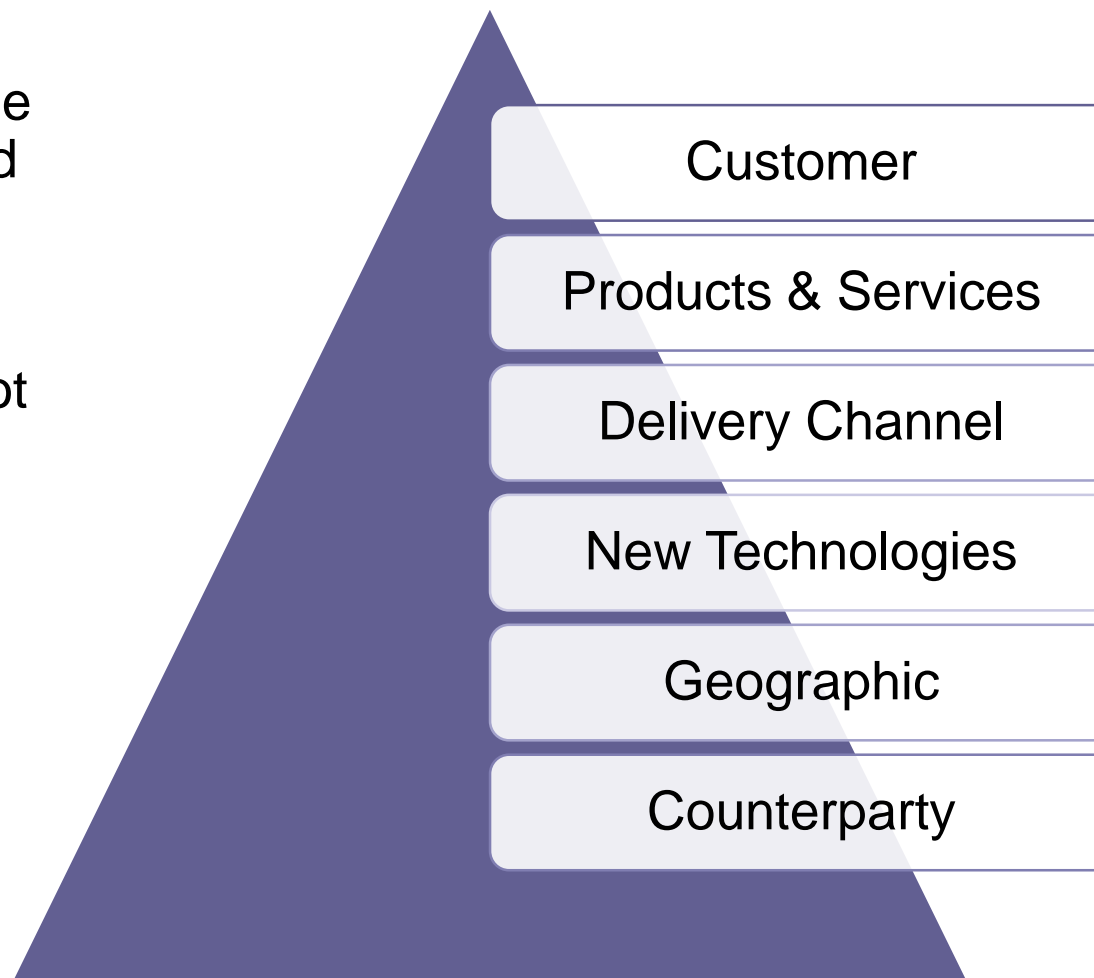 Customer
Products & Services
Delivery Channel
New Technologies
Geographic
Counterparty